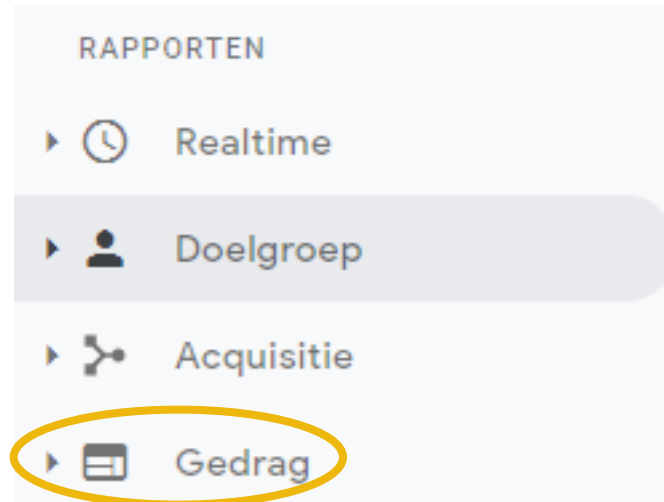 RAPPORTEN
Realtime
Doelgroep
Acquisitie
Gedrag